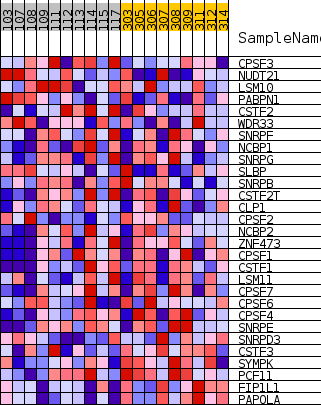 103 107 108 109 111 112 113 114 115 117 303 305 306 307 308 309 311 312 314
SampleName
CPSF3
NUDT21
LSM10
PABPN1
CSTF2
WDR33
SNRPF
NCBP1
SNRPG
SLBP
SNRPB
CSTF2T
CLP1
CPSF2
NCBP2
ZNF473
CPSF1
CSTF1
LSM11
CPSF7
CPSF6
CPSF4
SNRPE
SNRPD3
CSTF3
SYMPK
PCF11
FIP1L1
PAPOLA